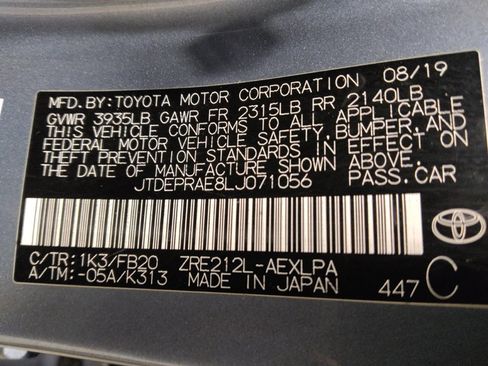 MFD.BY:TOYOTA MOTOR CORPORATION 08/19
GVWR 3935LB GAWR FR 2315LB RR 2140LB
THIS VEHICLE CONFORMS TO ALL APPLICABLE
FEDERAL MOTOR VEHICLE SAFETY,BUMPER,AND
THEFT PREVENTION STANDARDS IN EFFECT ON
THE DATE OF MANUFACTURE SHOWN ABOVE.
JTDEPRAE8LJ071056 PASS.CAR
TOYOTA
C/TR:1K3/FB20 ZRE212L-AEXLPA
A/TM:-05A/K313 MADE IN JAPAN 447 C